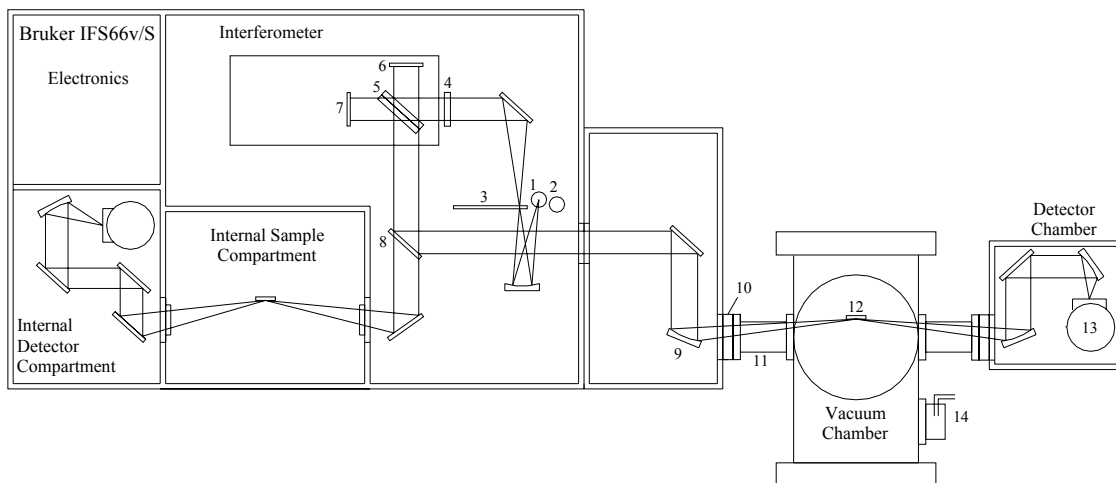 Bruker IFS66v/S
Electronics
Interferometer
6
5
4
7
3
1
2
8
Internal Sample
Compartment
Internal
Detector
Compartment
9
10
11
12
Vacuum
Chamber
14
Detector
Chamber
13